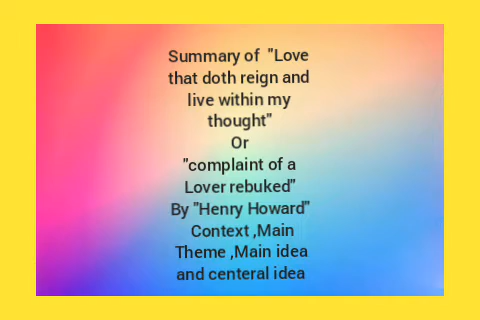 Summary of "Love
that doth reign and
live within my
thought"
Or
"complaint of a
Lover rebuked"
By "Henry Howard"
Context ,Main
Theme ,Main idea
and centeral idea